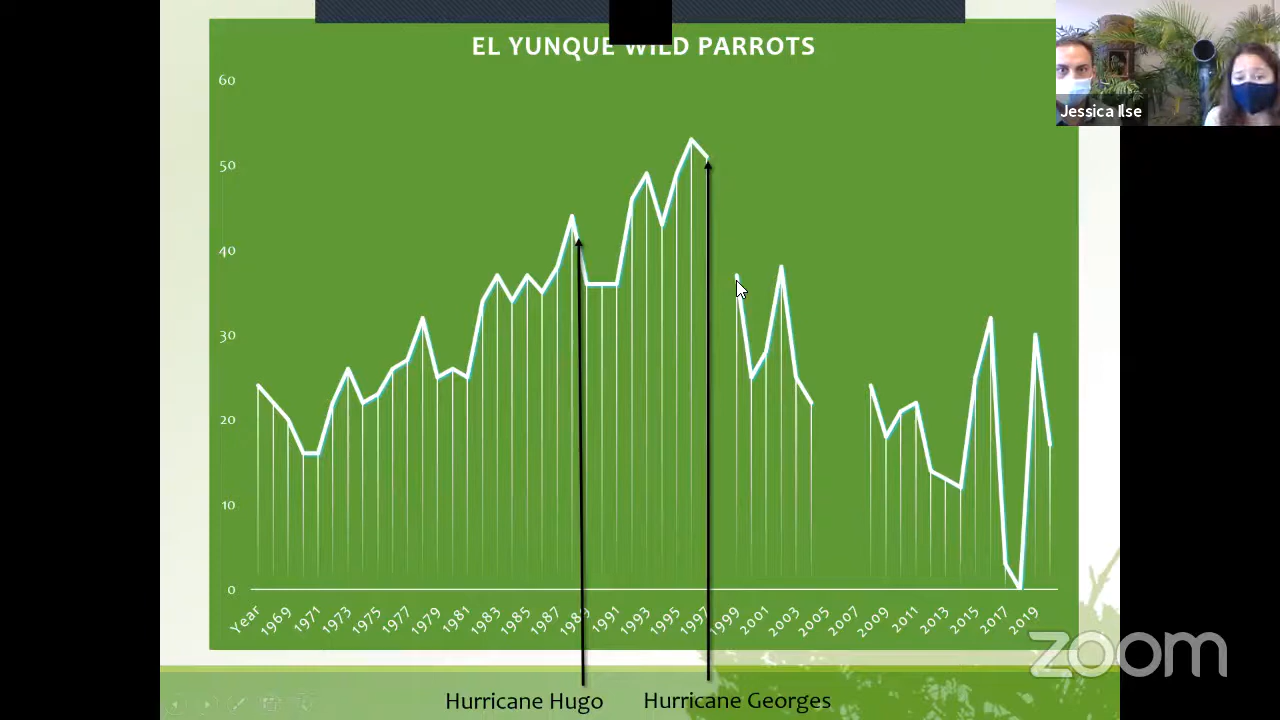 EL YUNQUE WILD PARROTS
Jessica Ilse
60
50
40
30
20
10
0
Year 1969 1971 1973 1975 1977 1979 1981 1983 1985 1987 1989 1991 1993 1995 1997 1999 2001 2003 2005 2007 2009 2011 2013 2015 2017 2019
zoom
Hurricane Hugo Hurricane Georges